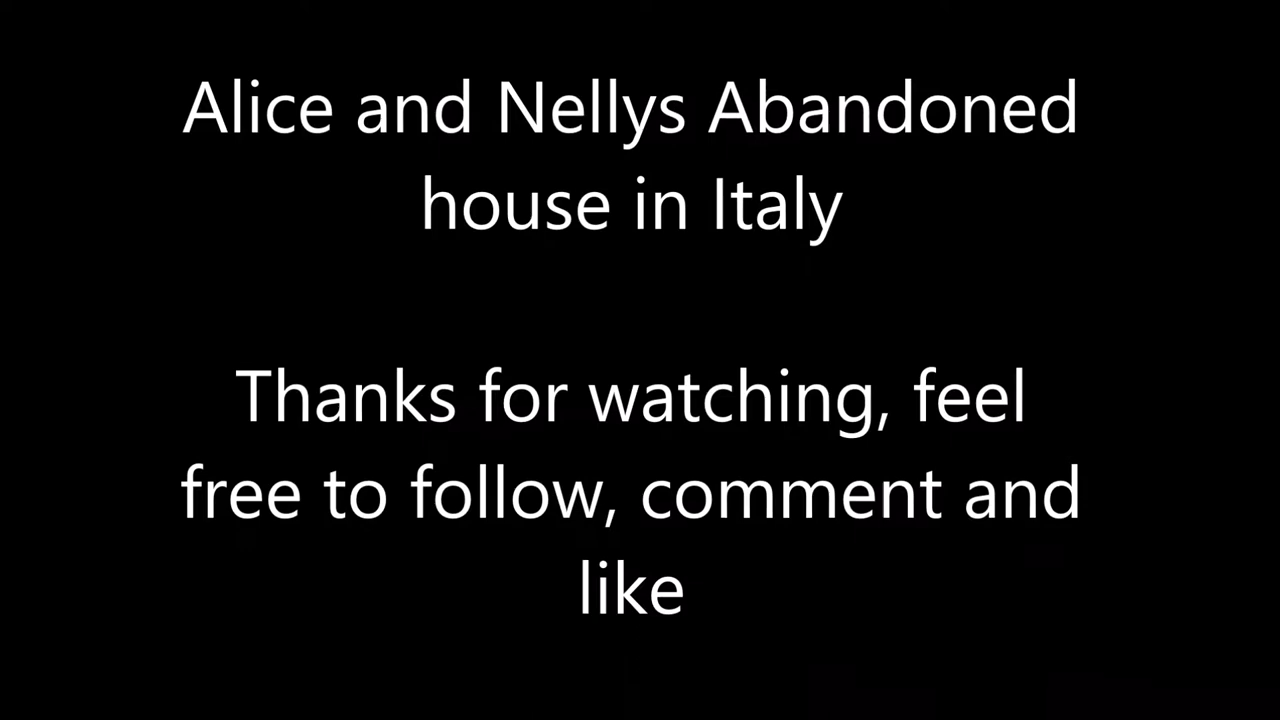 Alice and Nellys Abandoned
house in Italy
Thanks for watching, feel
free to follow, comment and
like